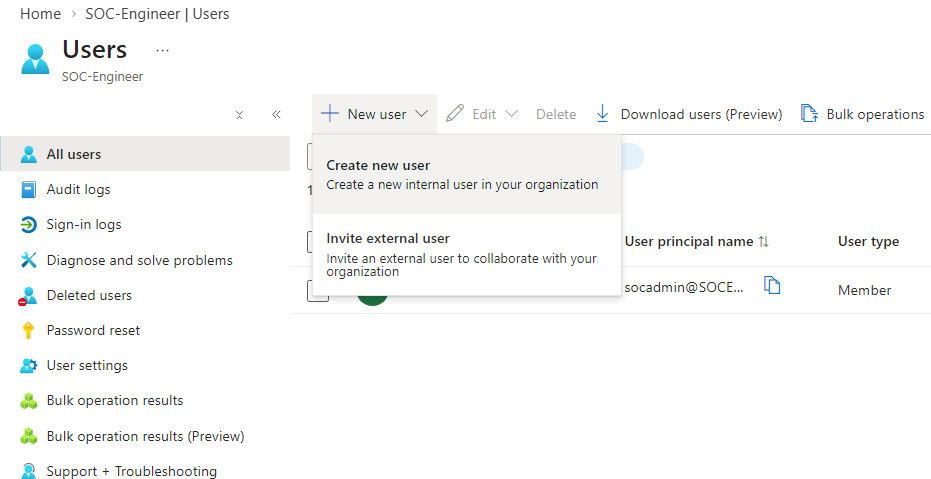 Home > SOC-Engineer | Users
Users ...
SOC-Engineer
New user
Edit
Delete
Download users (Preview)
Bulk operations
All users
Audit logs
Sign-in logs
Diagnose and solve problems
Deleted users
Password reset
User settings
Bulk operation results
Bulk operation results (Preview)
Support + Troubleshooting
Create new user
Create a new internal user in your organization
Invite external user
Invite an external user to collaborate with your
organization
1
User principal name
User type
socadmin@SOCE...
Member